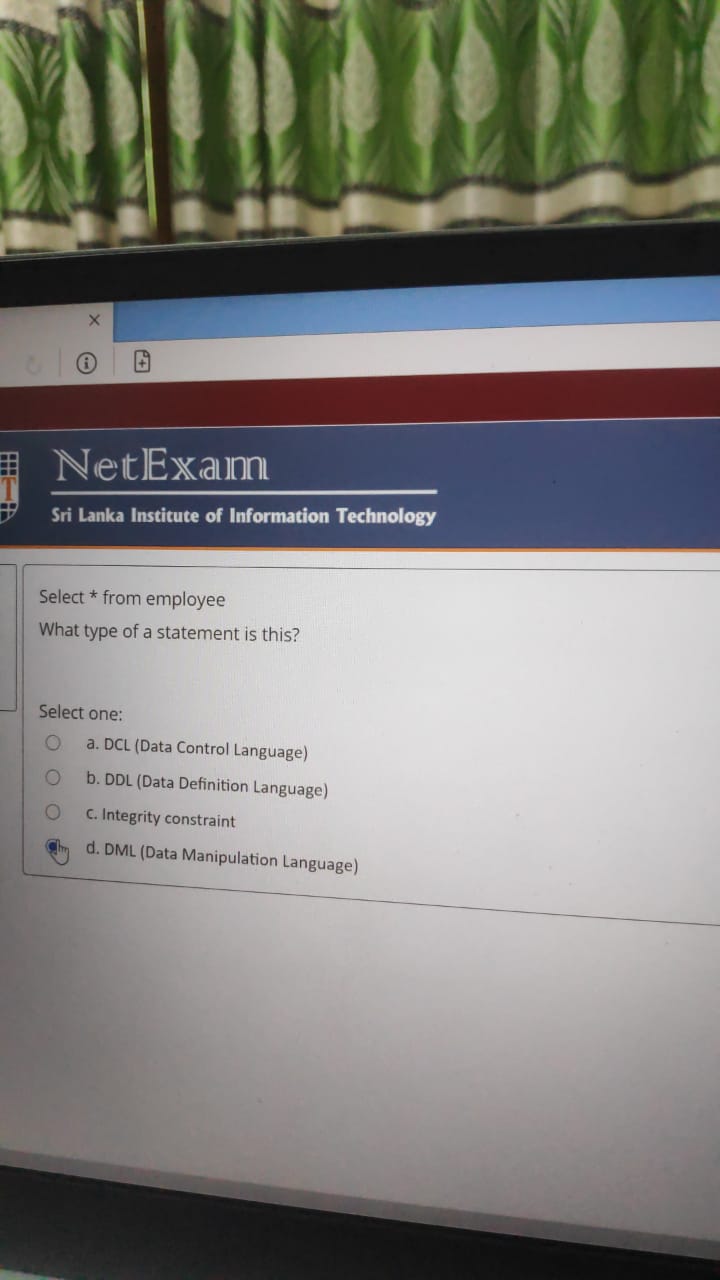 T
NetExam
Sri Lanka Institute of Information Technology
Select * from employee
What type of a statement is this?
Select one:
a. DCL (Data Control Language)
b. DDL (Data Definition Language)
c. Integrity constraint
d. DML (Data Manipulation Language)